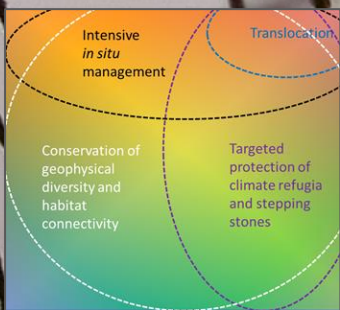 Intensive
in situ
management
Translocation
Conservation of
geophysical
diversity and
habitat
connectivity
Targeted
protection of
climate refugia
and stepping
stones